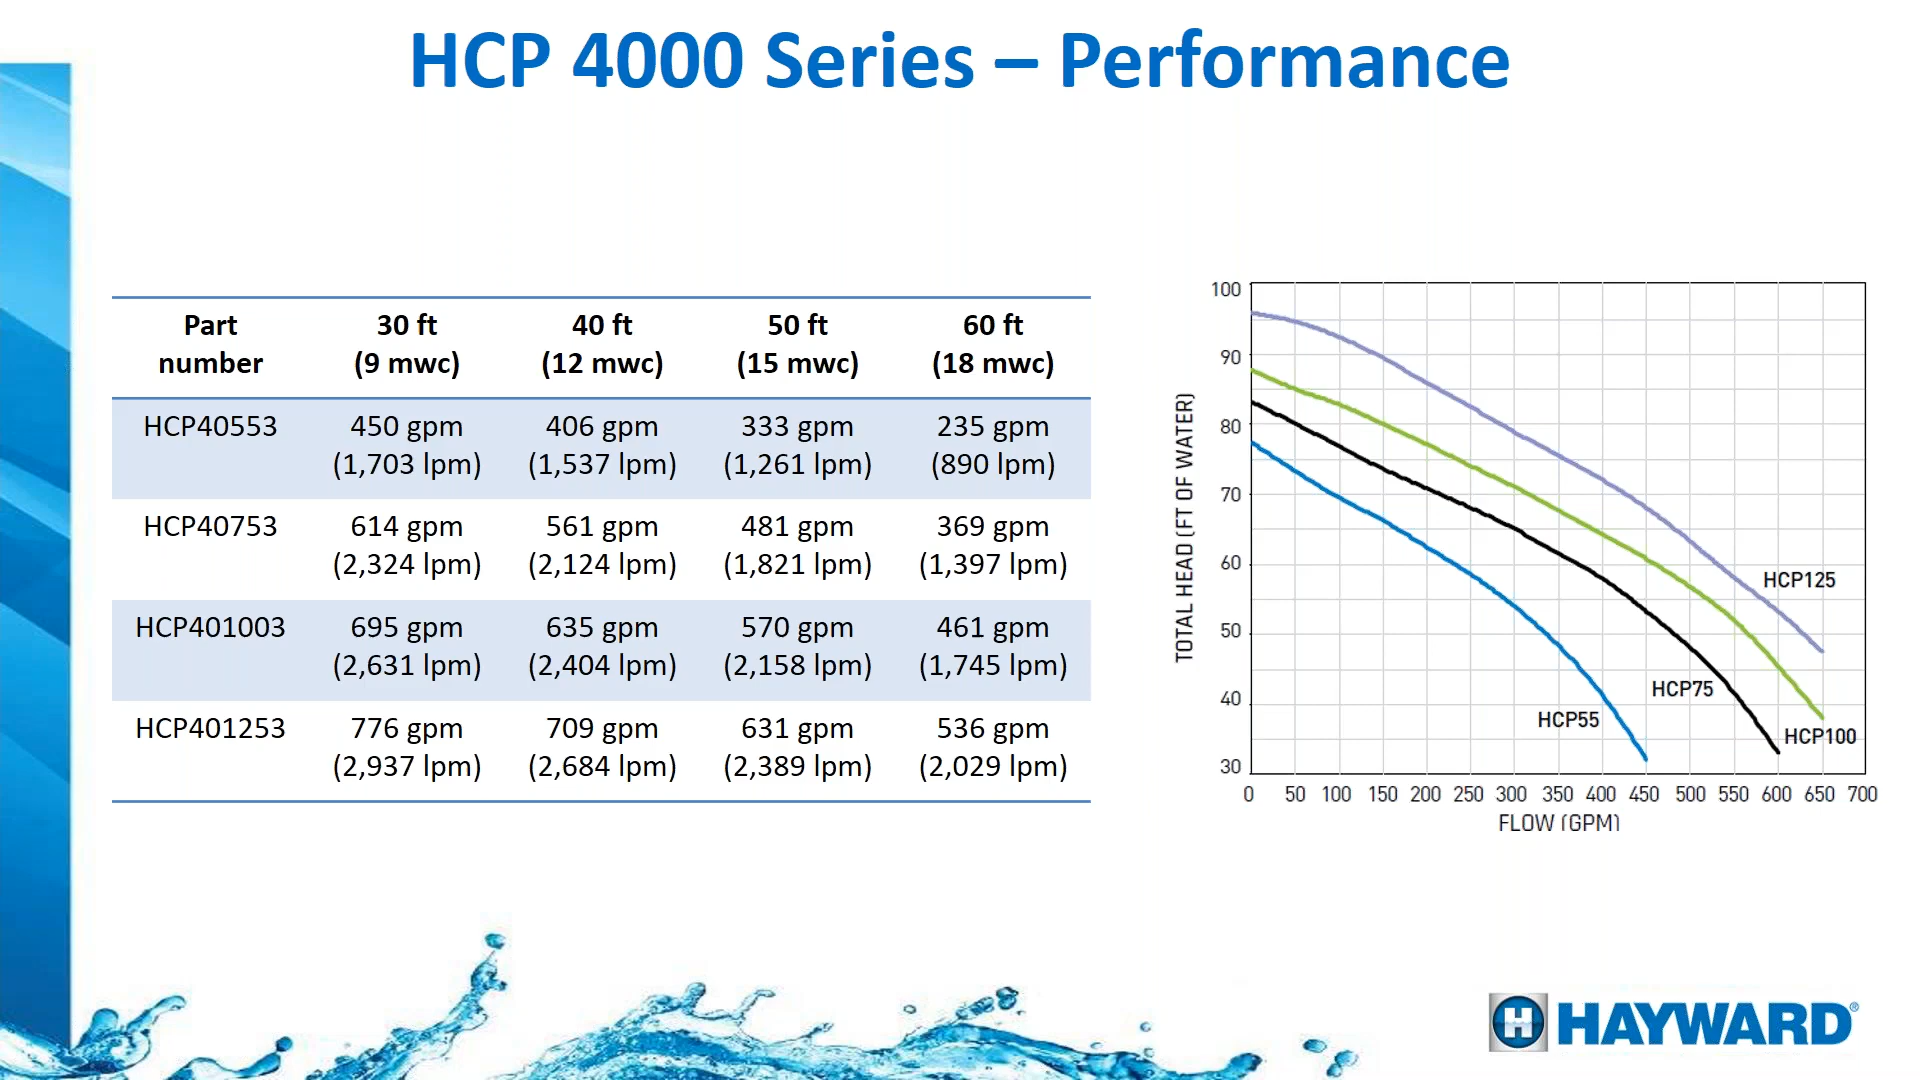 HCP 4000 Series – Performance
Part number
30 ft (9 mwc)
40 ft (12 mwc)
50 ft (15 mwc)
60 ft (18 mwc)
HCP40553
450 gpm (1,703 lpm)
406 gpm (1,537 lpm)
333 gpm (1,261 lpm)
235 gpm (890 lpm)
HCP40753
614 gpm (2,324 lpm)
561 gpm (2,124 lpm)
481 gpm (1,821 lpm)
369 gpm (1,397 lpm)
HCP401003
695 gpm (2,631 lpm)
635 gpm (2,404 lpm)
570 gpm (2,158 lpm)
461 gpm (1,745 lpm)
HCP401253
776 gpm (2,937 lpm)
709 gpm (2,684 lpm)
631 gpm (2,389 lpm)
536 gpm (2,029 lpm)
TOTAL HEAD (FT OF WATER)
100
90
80
70
60
50
40
30
HCP125
HCP75
HCP55
HCP100
0 50 100 150 200 250 300 350 400 450 500 550 600 650 700
FLOW (GPM)
H HAYWARD®